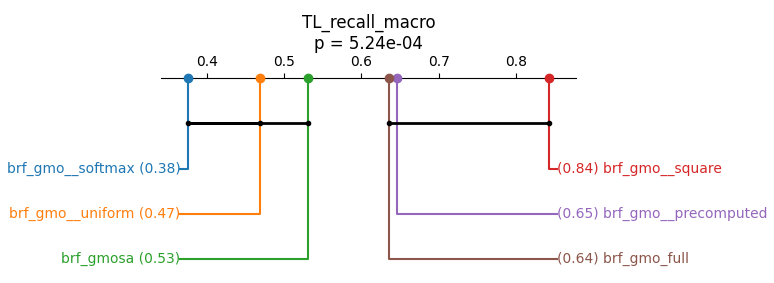 TL_recall_macro
p = 5.24e-04
0.4 0.5 0.6 0.7 0.8
brf_gmo__softmax (0.38) (0.84) brf_gmo__square
brf_gmo__uniform (0.47) (0.65) brf_gmo__precomputed
brf_gmosa (0.53) (0.64) brf_gmo_full